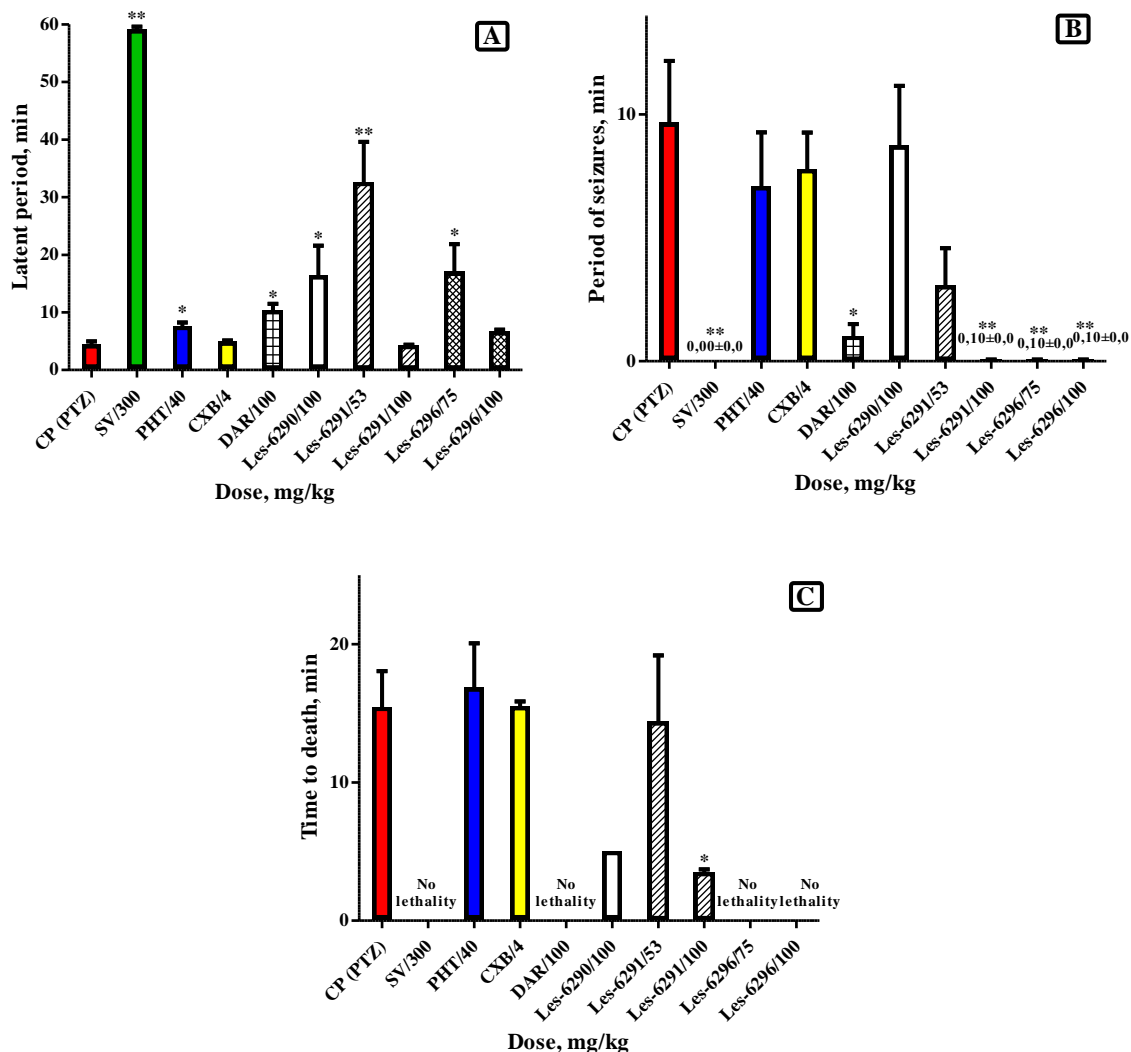 A
Latent period, min
60
50
40
30
20
10
0
**
*
*
*
**
*
CP (PTZ)
SV/300
PHT/40
CXB/4
DAR/100
Les-6290/100
Les-6291/53
Les-6291/100
Les-6296/75
Les-6296/100
Dose, mg/kg
B
Period of seizures, min
10
0
**
0,00±0,0
*
**
0,10±0,0
**
0,10±0,0
**
0,10±0,0
CP (PTZ)
SV/300
PHT/40
CXB/4
DAR/100
Les-6290/100
Les-6291/53
Les-6291/100
Les-6296/75
Les-6296/100
Dose, mg/kg
C
Time to death, min
20
10
0
No
lethality
No
lethality
*
No
lethality
No
lethality
CP (PTZ)
SV/300
PHT/40
CXB/4
DAR/100
Les-6290/100
Les-6291/53
Les-6291/100
Les-6296/75
Les-6296/100
Dose, mg/kg